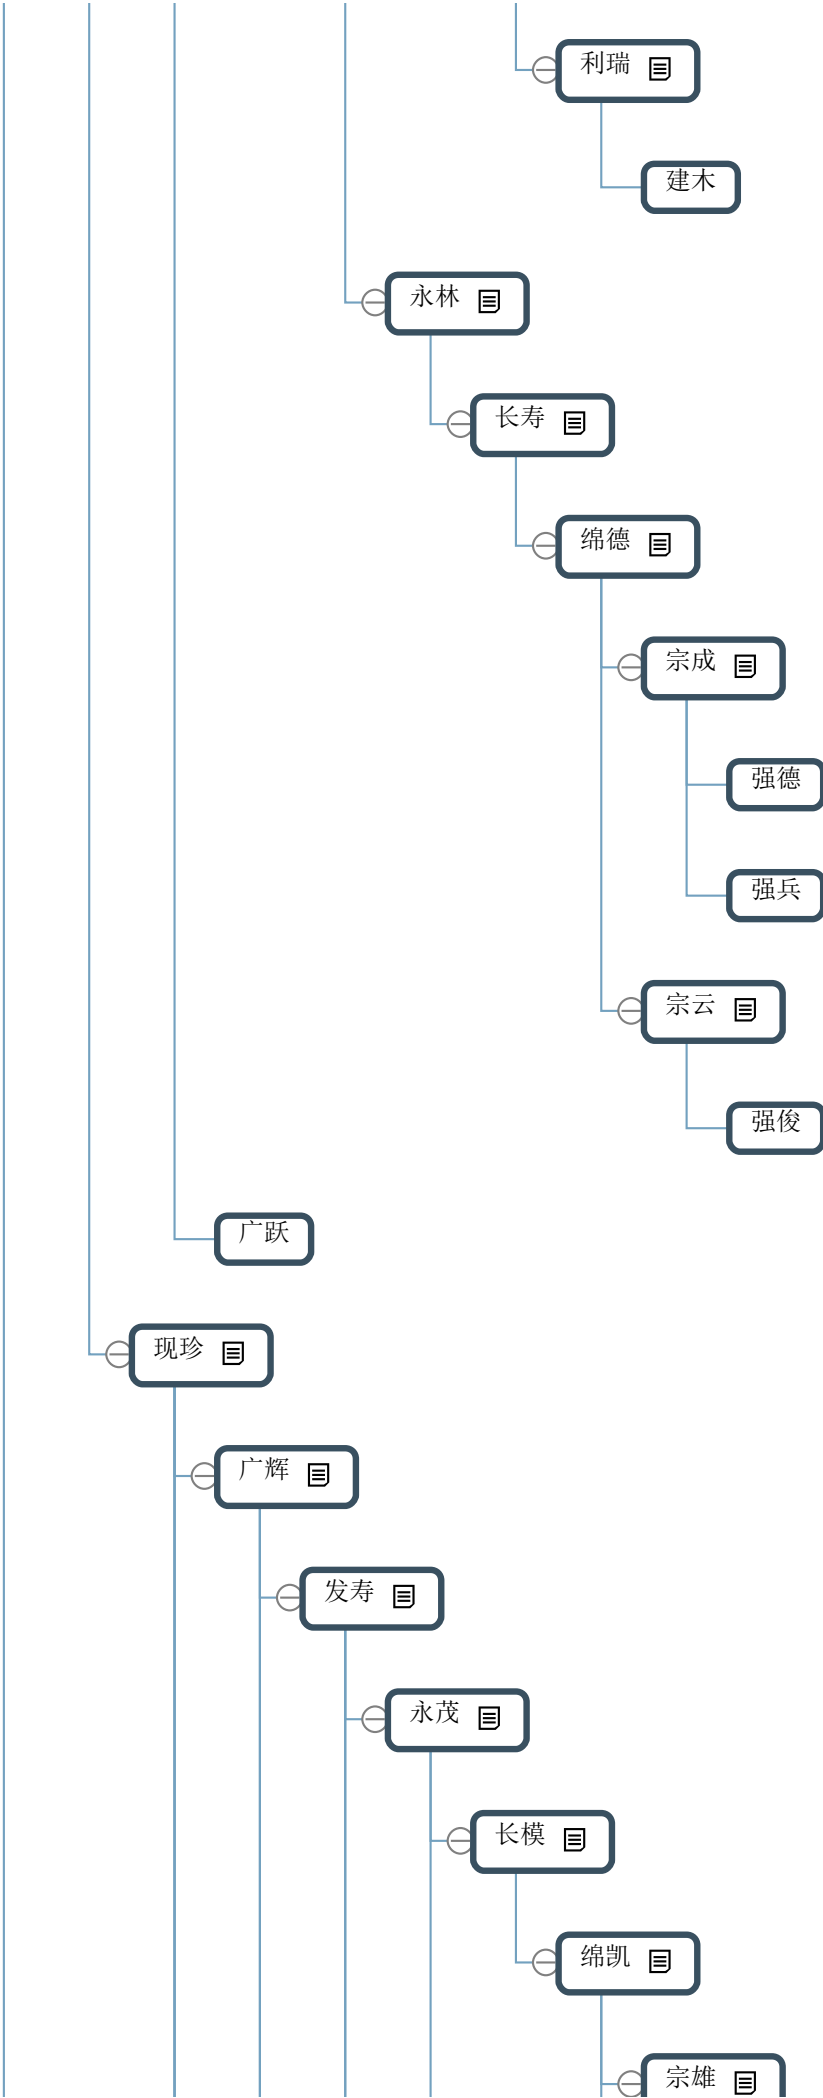 利瑞
建木
永林
长寿
绵德
宗成
强德
强兵
宗云
强俊
广跃
现珍
广辉
发寿
永茂
长模
绵凯
宗雄